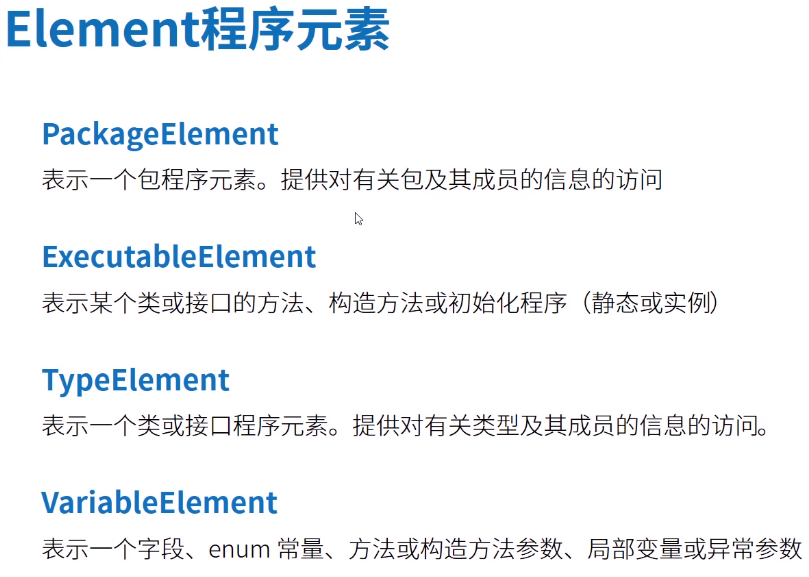 Element程序元素
PackageElement
表示一个包程序元素。提供对有关包及其成员的信息的访问
ExecutableElement
表示某个类或接口的方法、构造方法或初始化程序（静态或实例）
TypeElement
表示一个类或接口程序元素。提供对有关类型及其成员的信息的访问。
VariableElement
表示一个字段、enum 常量、方法或构造方法参数、局部变量或异常参数